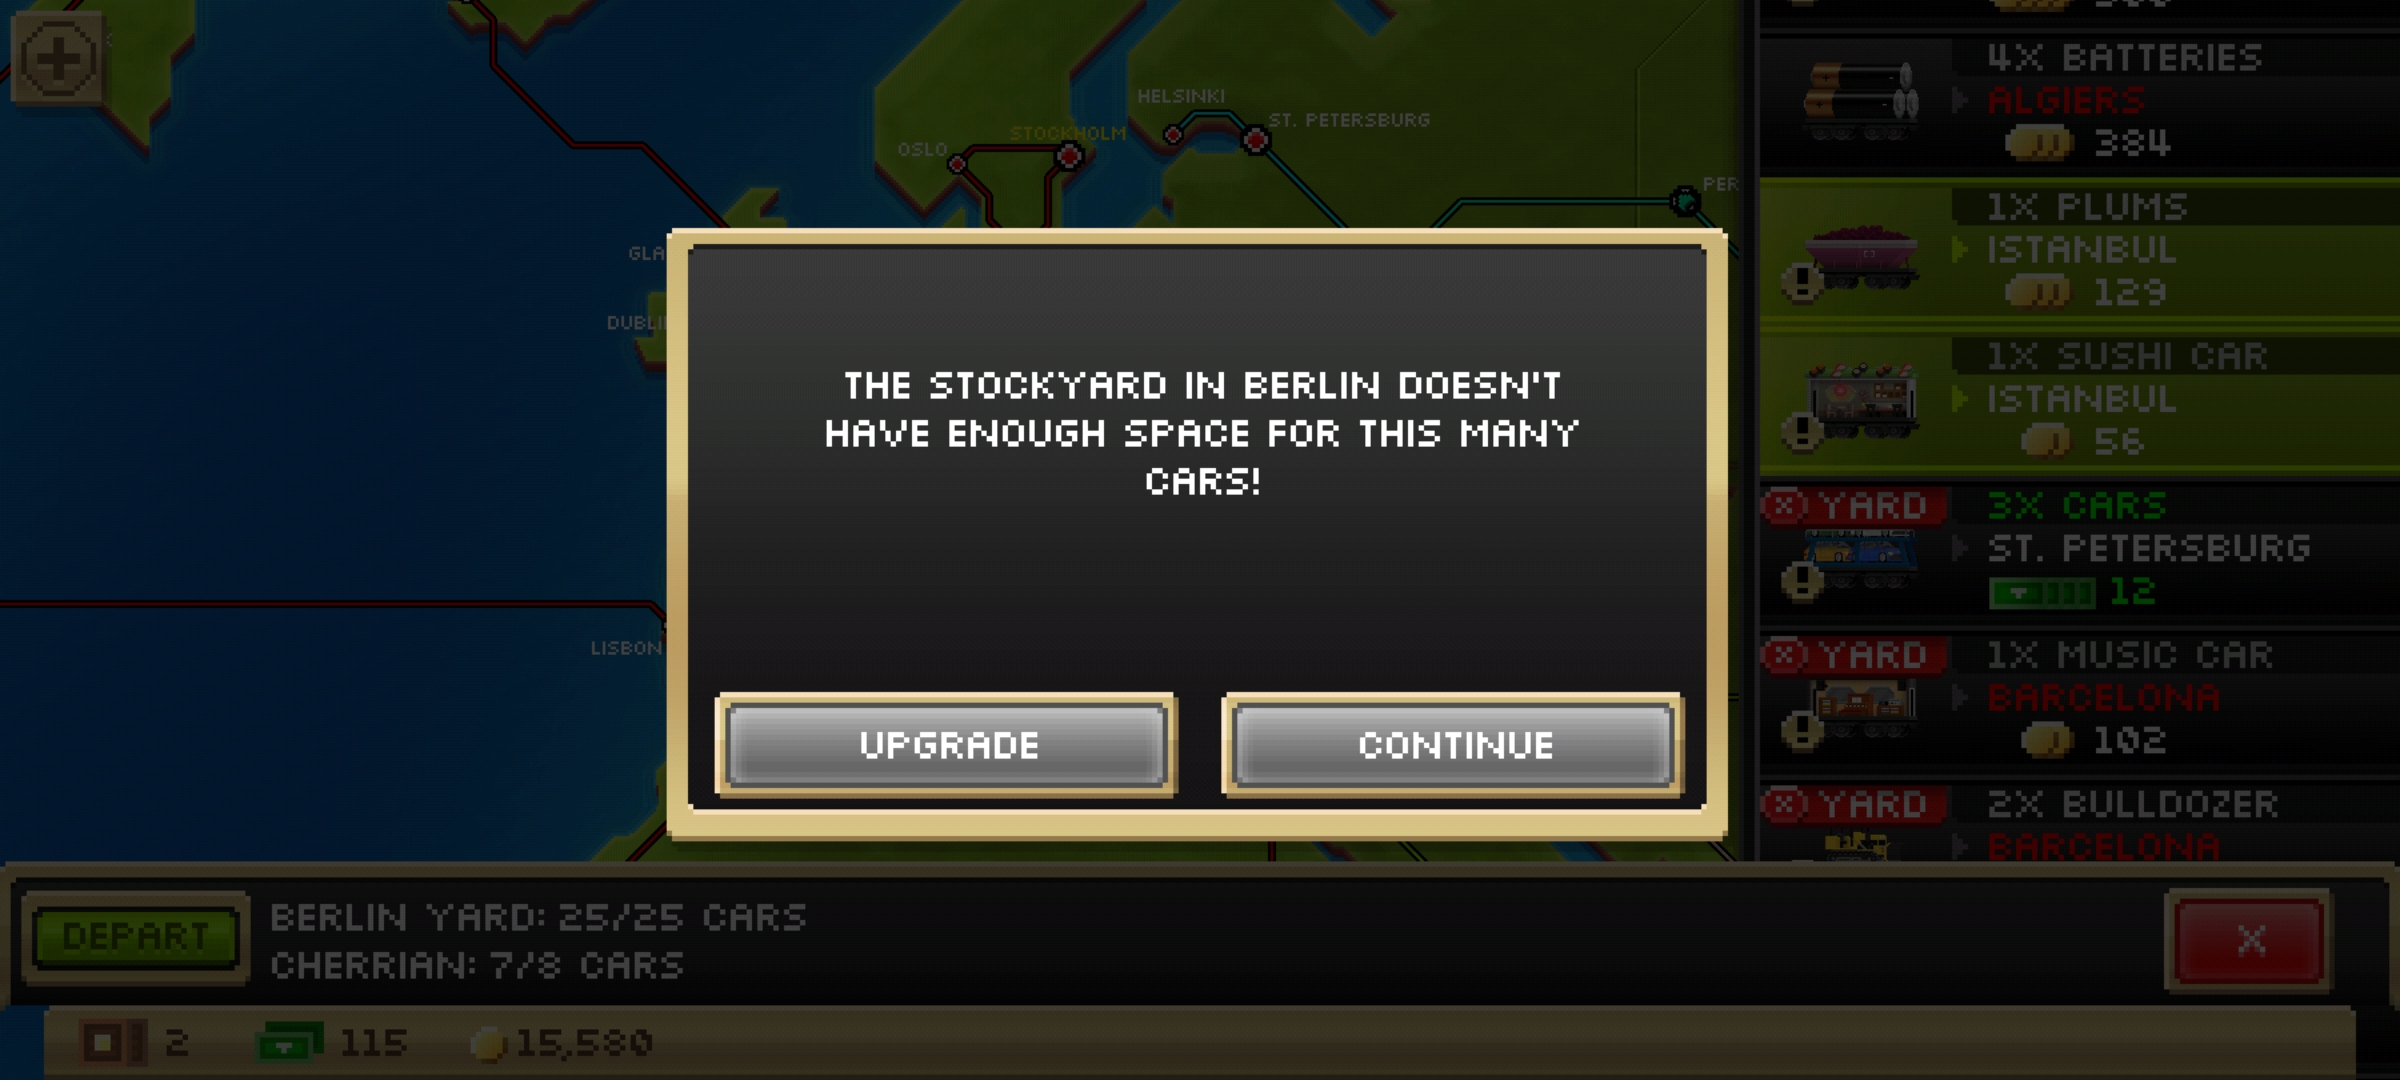 HELSINKI
ST. PETERSBURG
STOCKHOLM
OSLO
PER
GLA
DUBLI
LISBON
THE STOCKYARD IN BERLIN DOESN'T
HAVE ENOUGH SPACE FOR THIS MANY
CARS!
UPGRADE
CONTINUE
4X BATTERIES
ALGIERS
384
1X PLUMS
ISTANBUL
129
1X SUSHI CAR
ISTANBUL
56
X YARD
3X CARS
ST. PETERSBURG
12
X YARD
1X MUSIC CAR
BARCELONA
102
X YARD
2X BULLDOZER
BARCELONA
DEPART
BERLIN YARD: 25/25 CARS
CHERRIAN: 7/8 CARS
X
2
115
15,580